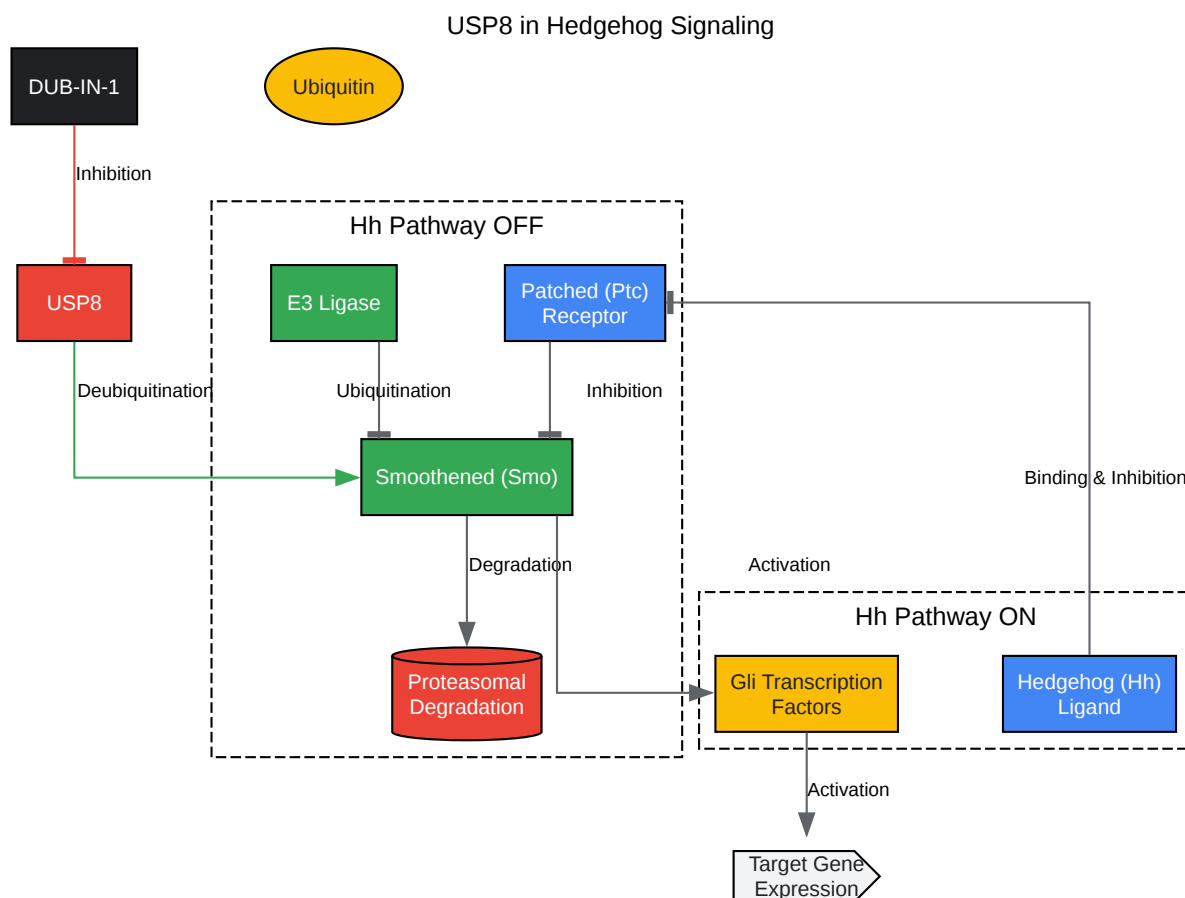 USP8 in Hedgehog Signaling
DUB-IN-1
Ubiquitin
Inhibition
Hh Pathway OFF
USP8
E3 Ligase
Patched (Ptc)
Receptor
Deubiquitination
Ubiquitination
Inhibition
Smoothened (Smo)
Binding & Inhibition
Degradation
Activation
Hh Pathway ON
Proteasomal
Degradation
Gli Transcription
Factors
Hedgehog (Hh)
Ligand
Activation
Target Gene
Expression